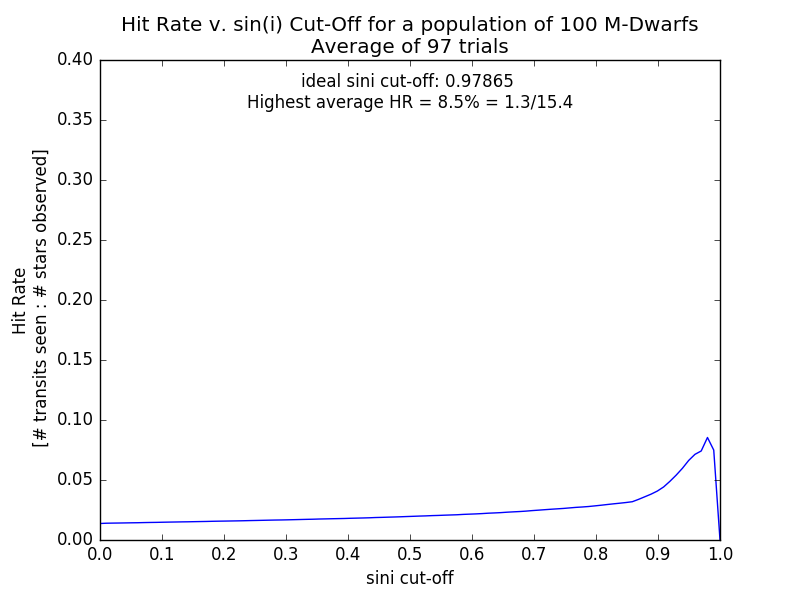 Hit Rate v. sin(i) Cut-Off for a population of 100 M-Dwarfs
Average of 97 trials
ideal sini cut-off: 0.97865
Highest average HR = 8.5% = 1.3/15.4
0.40
0.35
0.30
0.25
0.20
0.15
0.10
0.05
0.00
Hit Rate
[# transits seen : # stars observed]
0.0 0.1 0.2 0.3 0.4 0.5 0.6 0.7 0.8 0.9 1.0
sini cut-off